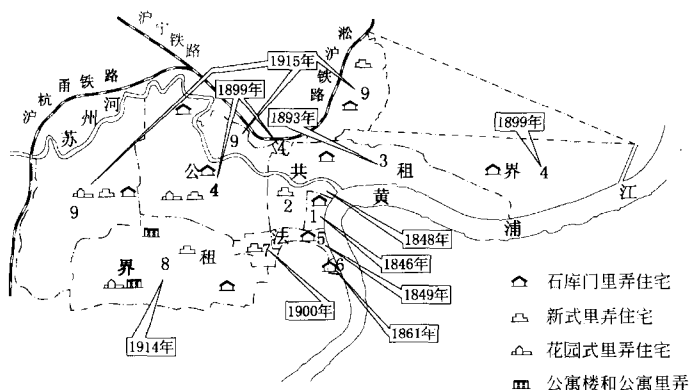 沪宁铁路
淞沪铁路
沪杭甬铁路
苏州河
1915年
1899年
1893年
1899年
9
9
4
3
4
公共租界
4
9
2
1
黄浦江
1848年
1846年
法租界
5
7
6
8
1849年
1900年
1861年
1914年
石库门里弄住宅
新式里弄住宅
花园式里弄住宅
公寓楼和公寓里弄